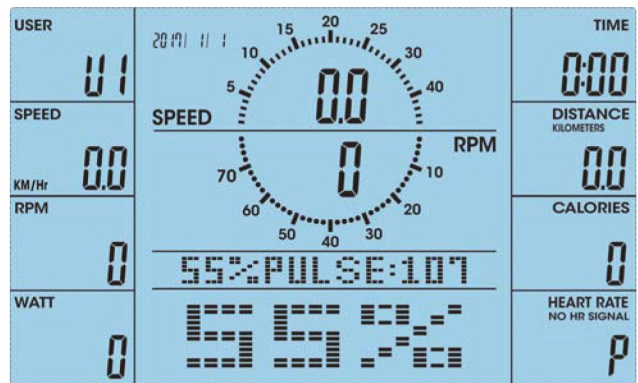 USER
U1
SPEED
KM/Hr 0.0
RPM
0
WATT
0
2017/ 1/ 1
5 10 15 20 25 30 40
0.0
SPEED
RPM
0
70 60 50 40 30 20 10
55%PULSE:107
55%
TIME
0:00
DISTANCE
KILOMETERS
0.0
CALORIES
0
HEART RATE
NO HR SIGNAL
P